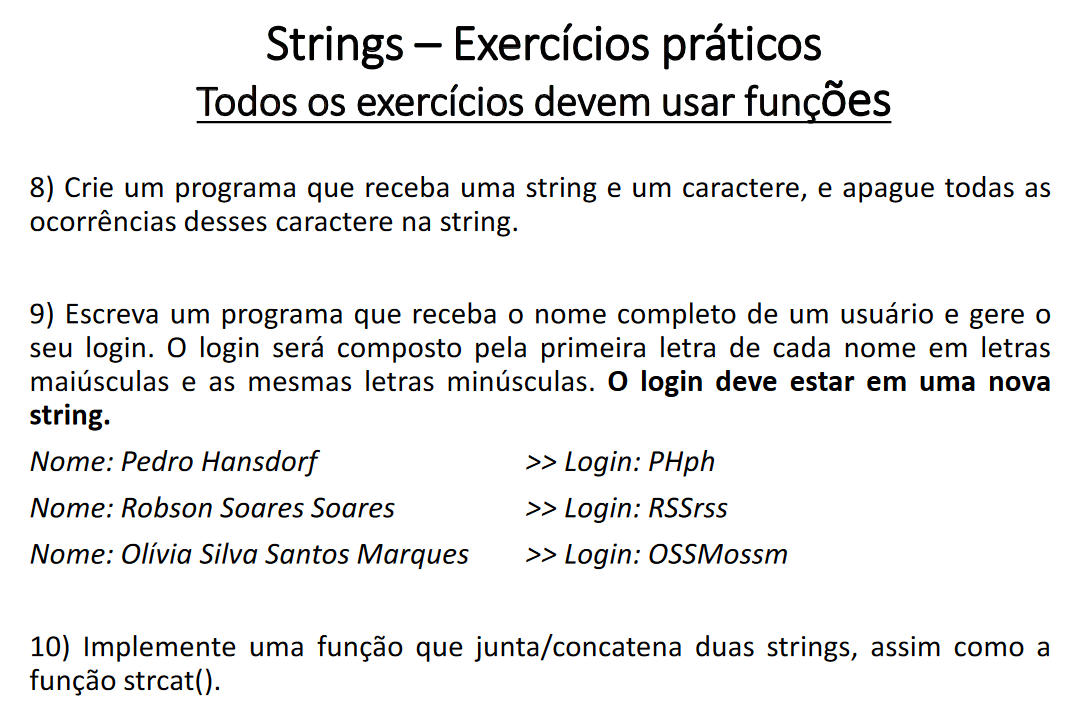 Strings – Exercícios práticos
Todos os exercícios devem usar funções
8) Crie um programa que receba uma string e um caractere, e apague todas as
ocorrências desses caractere na string.
9) Escreva um programa que receba o nome completo de um usuário e gere o
seu login. O login será composto pela primeira letra de cada nome em letras
maiúsculas e as mesmas letras minúsculas. O login deve estar em uma nova
string.
Nome: Pedro Hansdorf >> Login: PHph
Nome: Robson Soares Soares >> Login: RSSrss
Nome: Olívia Silva Santos Marques >> Login: OSSMossm
10) Implemente uma função que junta/concatena duas strings, assim como a
função strcat().